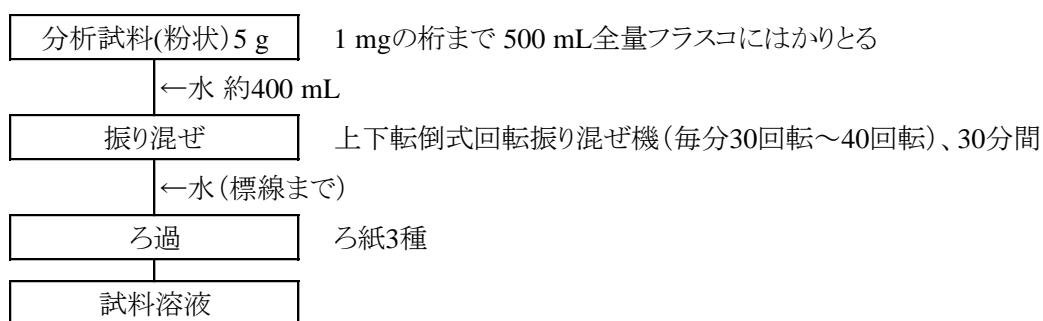 分析試料(粉状)5 g 1 mgの桁まで 500 mL全量フラスコにはかりとる
←水 約400 mL
振り混ぜ 上下転倒式回転振り混ぜ機(毎分30回転～40回転)、30分間
←水(標線まで)
ろ過 ろ紙3種
試料溶液